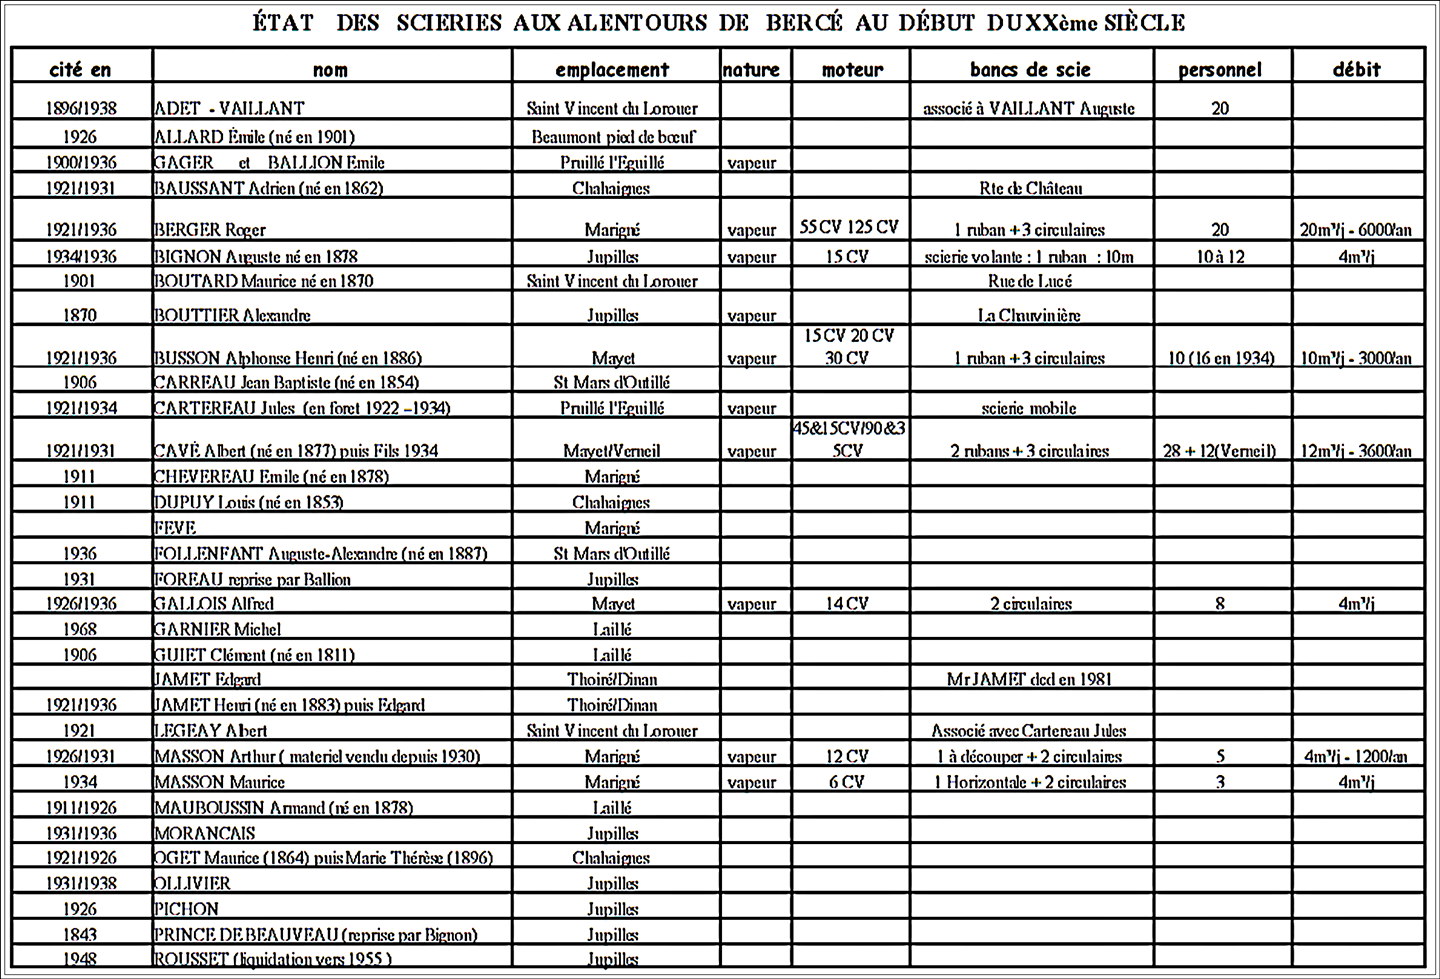 ÉTAT DES SCIERIES AUX ALENTOURS DE BERCÉ AU DÉBUT DU XXème SIÈCLE
cité en nom emplacement nature moteur bancs de scie personnel débit
1896/1938 ADET - VAILLANT Saint Vincent du Lorouer associé à VAILLANT Auguste 20
1926 ALLARD Émile (né en 1901) Beaumont pied de bœuf
1900/1936 GAGER et BALLION Emile Pruillé l'Eguillé vapeur
1921/1931 BAUSSANT Adrien (né en 1862) Chahaignes Rte de Château
1921/1936 BERGER Roger Marigné vapeur 55 CV 125 CV 1 ruban + 3 circulaires 20 20m³/j - 6000/an
1934/1936 BIGNON Auguste né en 1878 Jupilles vapeur 15 CV scierie volante : 1 ruban : 10m 10 à 12 4m³/j
1901 BOUTARD Maurice né en 1870 Saint Vincent du Lorouer Rue de Lucé
1870 BOUTTIER Alexandre Jupilles vapeur La Chauvinière
15 CV 20 CV
1921/1936 BUSSON Alphonse Henri (né en 1886) Mayet vapeur 30 CV 1 ruban + 3 circulaires 10 (16 en 1934) 10m³/j - 3000/an
1906 CARREAU Jean Baptiste (né en 1854) St Mars d'Outillé
1921/1934 CARTEREAU Jules (en foret 1922 –1934) Pruillé l'Eguillé vapeur scierie mobile
45&15CV/90&3
1921/1931 CAVÉ Albert (né en 1877) puis Fils 1934 Mayet/Verneil vapeur 5CV 2 rubans + 3 circulaires 28 + 12(Verneil) 12m³/j - 3600/an
1911 CHEVEREAU Emile (né en 1878) Marigné
1911 DUPUY Louis (né en 1853) Chahaignes
FEVE Marigné
1936 FOLLENFANT Auguste-Alexandre (né en 1887) St Mars d'Outillé
1931 FOREAU reprise par Ballion Jupilles
1926/1936 GALLOIS Alfred Mayet vapeur 14 CV 2 circulaires 8 4m³/j
1968 GARNIER Michel Laillé
1906 GUIET Clément (né en 1811) Laillé
JAMET Edgard Thoiré/Dinan Mr JAMET dcd en 1981
1921/1936 JAMET Henri (né en 1883) puis Edgard Thoiré/Dinan
1921 LEGEAY Albert Saint Vincent du Lorouer Associé avec Cartereau Jules
1926/1931 MASSON Arthur ( materiel vendu depuis 1930) Marigné vapeur 12 CV 1 à découper + 2 circulaires 5 4m³/j - 1200/an
1934 MASSON Maurice Marigné vapeur 6 CV 1 Horizontale + 2 circulaires 3 4m³/j
1911/1926 MAUBOUSSIN Armand (né en 1878) Laillé
1931/1936 MORANCAIS Jupilles
1921/1926 OGET Maurice (1864) puis Marie Thérèse (1896) Chahaignes
1931/1938 OLLIVIER Jupilles
1926 PICHON Jupilles
1843 PRINCE DE BEAUVEAU (reprise par Bignon) Jupilles
1948 ROUSSET (liquidation vers 1955 ) Jupilles